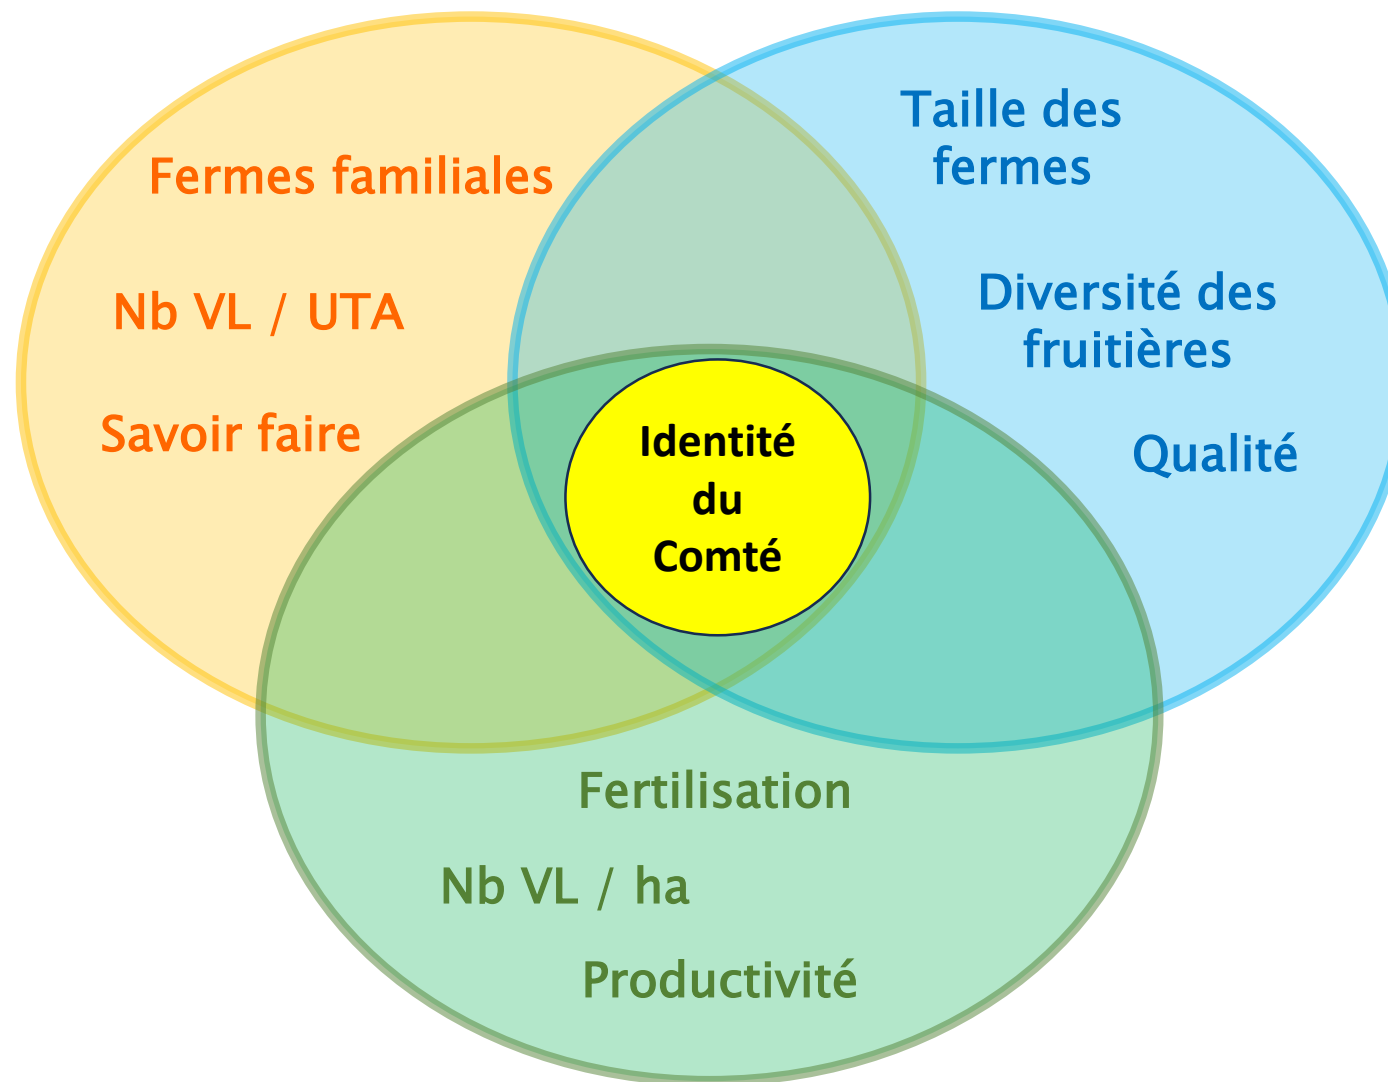 Fermes familiales
Nb VL / UTA
Savoir faire
Taille des
fermes
Diversité des
fruitières
Qualité
Identité
du
Comté
Fertilisation
Nb VL / ha
Productivité